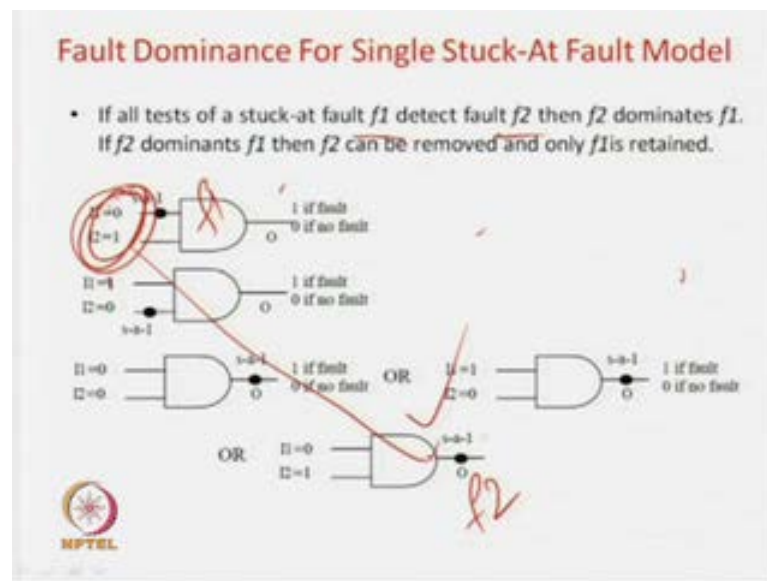 Fault Dominance For Single Stuck-At Fault Model
• If all tests of a stuck-at fault f1 detect fault f2 then f2 dominates f1.
If f2 dominants f1 then f2 can be removed and only f1is retained.
s-a-1
I1=0
I2=1
1 if fault
0 if no fault
O
I1=1
I2=0
s-a-1
1 if fault
0 if no fault
O
I1=0
I2=0
s-a-1
O
1 if fault
0 if no fault
OR
I1=1
I2=0
s-a-1
O
1 if fault
0 if no fault
OR
I1=0
I2=1
s-a-1
O
f2
NPTEL